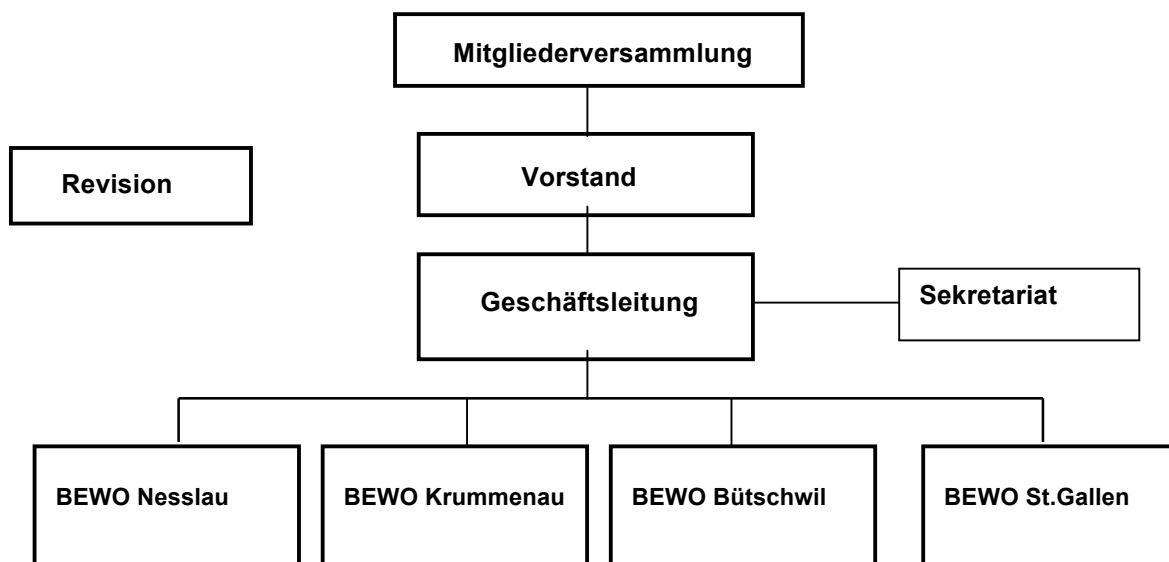 Mitgliederversammlung
Vorstand
Revision
Geschäftsleitung
Sekretariat
BEWO Nesslau
BEWO Krummenau
BEWO Bütschwil
BEWO St.Gallen